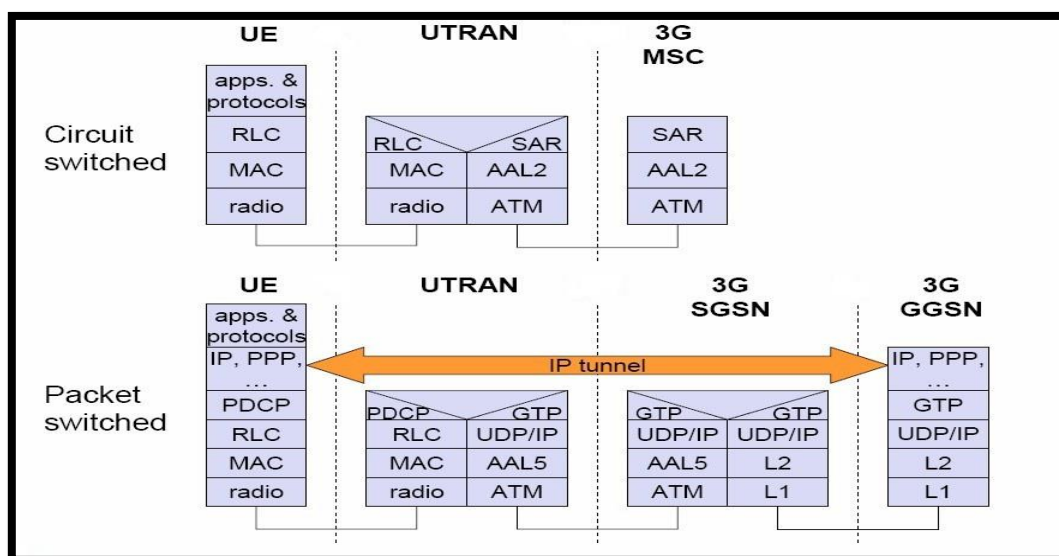 UE
UTRAN
3G
MSC
Circuit
switched
apps. &
protocols
RLC
MAC
radio
RLC
SAR
MAC
AAL2
radio
ATM
SAR
AAL2
ATM
UE
UTRAN
3G
SGSN
3G
GGSN
Packet
switched
apps. &
protocols
IP, PPP,
...
PDCP
RLC
MAC
radio
IP tunnel
PDCP
GTP
RLC
UDP/IP
MAC
AAL5
radio
ATM
GTP
GTP
UDP/IP
UDP/IP
AAL5
L2
ATM
L1
IP, PPP,
...
GTP
UDP/IP
L2
L1